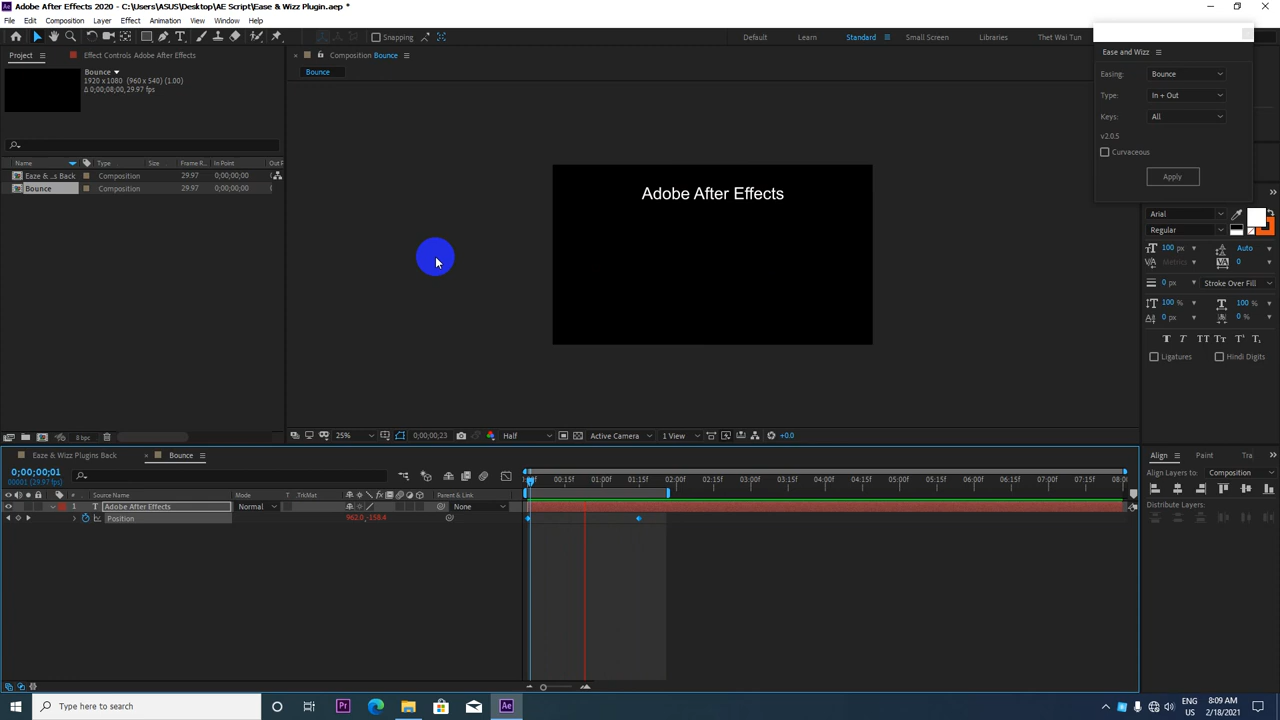 Adobe After Effects 2020 - C:\Users\ASUS\Desktop\AE Script\Ease & Wizz Plugin.aep *
File Edit Composition Layer Effect Animation View Window Help
Snapping
Default Learn Standard Small Screen Libraries Thet Wai Tun
Project
Effect Controls Adobe After Effects
Composition Bounce
Bounce
Bounce
1920 x 1080 (960 x 540) (1.00)
Δ 0;00;08;00, 29.97 fps
Name Type Size Frame R... In Point Out P
Eaze & ..s Back Composition 29.97 0;00;00;00
Bounce Composition 29.97 0;00;00;00
8 bpc
Adobe After Effects
25% 0;00;00;23 Half Active Camera 1 View +0.0
Ease and Wizz
Easing: Bounce
Type: In + Out
Keys: All
v2.0.5
Curvaceous
Apply
Arial
Regular
100 px Auto
Metrics 0
0 px Stroke Over Fill
100 % 100 %
0 px 0 %
Ligatures Hindi Digits
Ease & Wizz Plugins Back Bounce
0;00;00;01
00001 (29.97 fps)
Source Name Mode T TrkMat Parent & Link
1 T Adobe After Effects Normal None
Position 962.0,-158.4
00:15f 01:00f 01:15f 02:00f 02:15f 03:00f 03:15f 04:00f 04:15f 05:00f 05:15f 06:00f 06:15f 07:00f 07:15f 08:0
Align Paint Tra
Align Layers to: Composition
Distribute Layers:
Type here to search
ENG
US
8:09 AM
2/18/2021